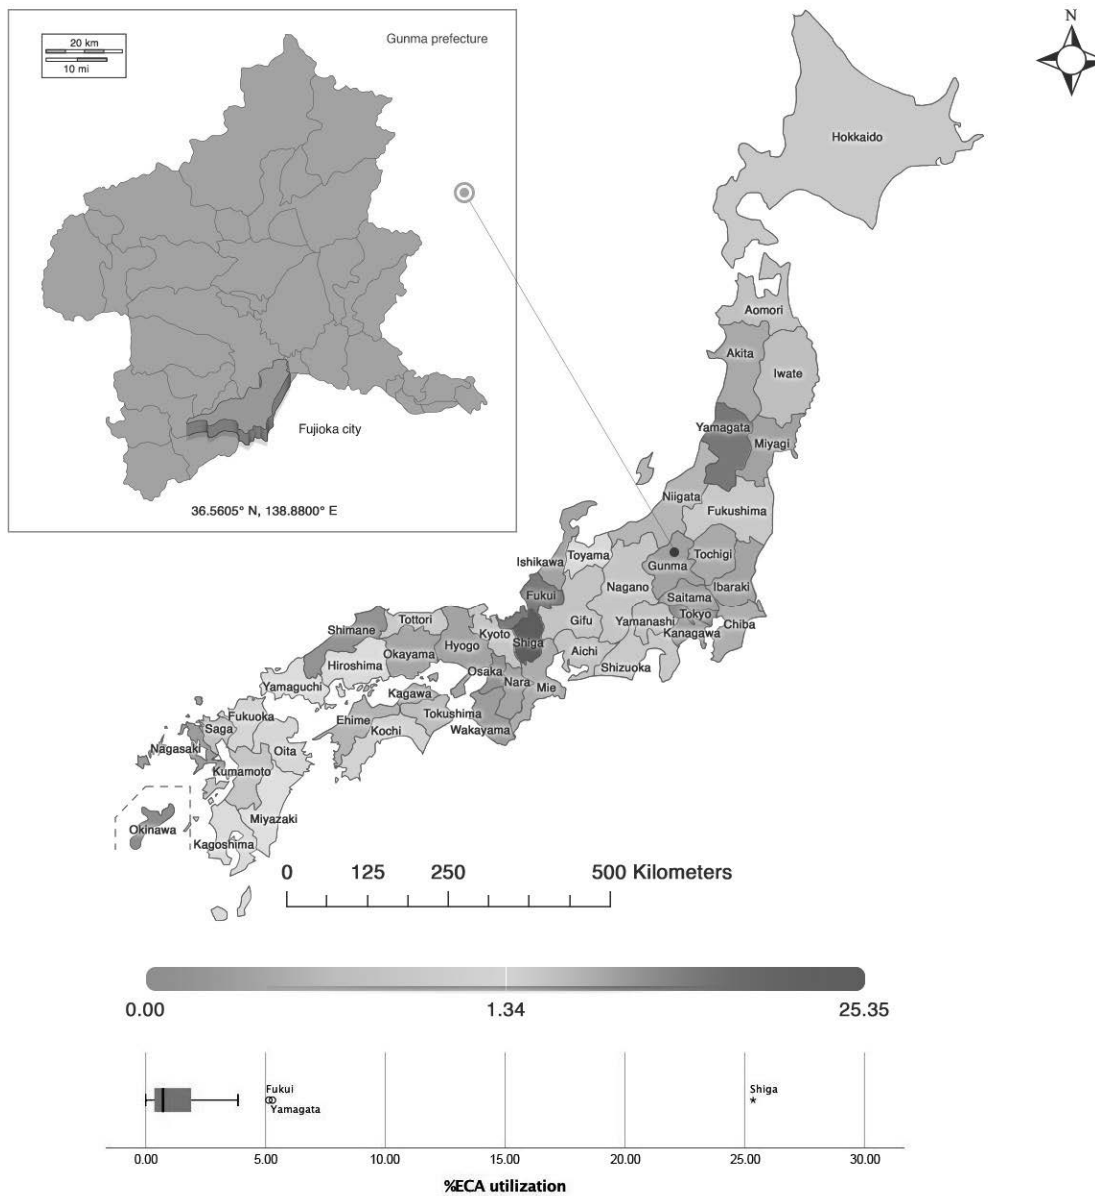 20 km
10 mi
Gunma prefecture
Fujioka city
36.5605° N, 138.8800° E
N
Hokkaido
Aomori
Akita
Iwate
Yamagata
Miyagi
Niigata
Fukushima
Ishikawa
Toyama
Gunma
Tochigi
Ibaraki
Fukui
Nagano
Saitama
Tokyo
Kanagawa
Chiba
Gifu
Yamanashi
Aichi
Shizuoka
Shimane
Tottori
Kyoto
Shiga
Hyogo
Okayama
Hiroshima
Osaka
Nara
Mie
Yamaguchi
Kagawa
Tokushima
Wakayama
Ehime
Kochi
Fukuoka
Saga
Nagasaki
Oita
Kumamoto
Okinawa
Miyazaki
Kagoshima
0 125 250 500 Kilometers
0.00 1.34 25.35
Fukui
Yamagata
Shiga
0.00 5.00 10.00 15.00 20.00 25.00 30.00
%ECA utilization